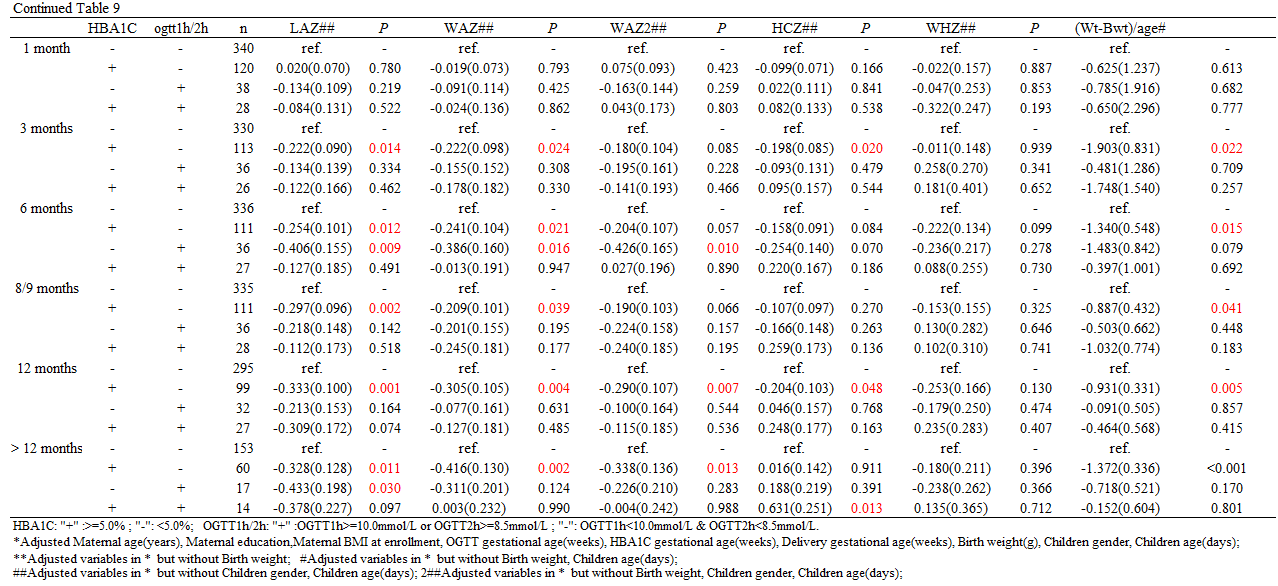 Continued Table 9
HBA1C ogtt1h/2h n LAZ## P WAZ## P WAZ2## P HCZ## P WHZ## P (Wt-Bwt)/age#
1 month - - 340 ref. - ref. - ref. - ref. - ref. - ref. -
+ - 120 0.020(0.070) 0.780 -0.019(0.073) 0.793 0.075(0.093) 0.423 -0.099(0.071) 0.166 -0.022(0.157) 0.887 -0.625(1.237) 0.613
- + 38 -0.134(0.109) 0.219 -0.091(0.114) 0.425 -0.163(0.144) 0.259 0.022(0.111) 0.841 -0.047(0.253) 0.853 -0.785(1.916) 0.682
+ + 28 -0.084(0.131) 0.522 -0.024(0.136) 0.862 0.043(0.173) 0.803 0.082(0.133) 0.538 -0.322(0.247) 0.193 -0.650(2.296) 0.777
3 months - - 330 ref. - ref. - ref. - ref. - ref. - ref. -
+ - 113 -0.222(0.090) 0.014 -0.222(0.098) 0.024 -0.180(0.104) 0.085 -0.198(0.085) 0.020 -0.011(0.148) 0.939 -1.903(0.831) 0.022
- + 36 -0.134(0.139) 0.334 -0.155(0.152) 0.308 -0.195(0.161) 0.228 -0.093(0.131) 0.479 0.258(0.270) 0.341 -0.481(1.286) 0.709
+ + 26 -0.122(0.166) 0.462 -0.178(0.182) 0.330 -0.141(0.193) 0.466 0.095(0.157) 0.544 0.181(0.401) 0.652 -1.748(1.540) 0.257
6 months - - 336 ref. - ref. - ref. - ref. - ref. - ref. -
+ - 111 -0.254(0.101) 0.012 -0.241(0.104) 0.021 -0.204(0.107) 0.057 -0.158(0.091) 0.084 -0.222(0.134) 0.099 -1.340(0.548) 0.015
- + 36 -0.406(0.155) 0.009 -0.386(0.160) 0.016 -0.426(0.165) 0.010 -0.254(0.140) 0.070 -0.236(0.217) 0.278 -1.483(0.842) 0.079
+ + 27 -0.127(0.185) 0.491 -0.013(0.191) 0.947 0.027(0.196) 0.890 0.220(0.167) 0.186 0.088(0.255) 0.730 -0.397(1.001) 0.692
8/9 months - - 335 ref. - ref. - ref. - ref. - ref. - ref. -
+ - 111 -0.297(0.096) 0.002 -0.209(0.101) 0.039 -0.190(0.103) 0.066 -0.107(0.097) 0.270 -0.153(0.155) 0.325 -0.887(0.432) 0.041
- + 36 -0.218(0.148) 0.142 -0.201(0.155) 0.195 -0.224(0.158) 0.157 -0.166(0.148) 0.263 0.130(0.282) 0.646 -0.503(0.662) 0.448
+ + 28 -0.112(0.173) 0.518 -0.245(0.181) 0.177 -0.240(0.185) 0.195 0.259(0.173) 0.136 0.102(0.310) 0.741 -1.032(0.774) 0.183
12 months - - 295 ref. - ref. - ref. - ref. - ref. - ref. -
+ - 99 -0.333(0.100) 0.001 -0.305(0.105) 0.004 -0.290(0.107) 0.007 -0.204(0.103) 0.048 -0.253(0.166) 0.130 -0.931(0.331) 0.005
- + 32 -0.213(0.153) 0.164 -0.077(0.161) 0.631 -0.100(0.164) 0.544 0.046(0.157) 0.768 -0.179(0.250) 0.474 -0.091(0.505) 0.857
+ + 27 -0.309(0.172) 0.074 -0.127(0.181) 0.485 -0.115(0.185) 0.536 0.248(0.177) 0.163 0.235(0.283) 0.407 -0.464(0.568) 0.415
> 12 months - - 153 ref. - ref. - ref. - ref. - ref. - ref. -
+ - 60 -0.328(0.128) 0.011 -0.416(0.130) 0.002 -0.338(0.136) 0.013 0.016(0.142) 0.911 -0.180(0.211) 0.396 -1.372(0.336) <0.001
- + 17 -0.433(0.198) 0.030 -0.311(0.201) 0.124 -0.226(0.210) 0.283 0.188(0.219) 0.391 -0.238(0.262) 0.366 -0.718(0.521) 0.170
+ + 14 -0.378(0.227) 0.097 0.003(0.232) 0.990 -0.004(0.242) 0.988 0.631(0.251) 0.013 0.135(0.365) 0.712 -0.152(0.604) 0.801
HBA1C: "+" :>=5.0% ; "-": <5.0%; OGTT1h/2h: "+" :OGTT1h>=10.0mmol/L or OGTT2h>=8.5mmol/L ; "-": OGTT1h<10.0mmol/L & OGTT2h<8.5mmol/L.
*Adjusted Maternal age(years), Maternal education,Maternal BMI at enrollment, OGTT gestational age(weeks), HBA1C gestational age(weeks), Delivery gestational age(weeks), Birth weight(g), Children gender, Children age(days);
**Adjusted variables in * but without Birth weight; #Adjusted variables in * but without Birth weight, Children age(days);
##Adjusted variables in * but without Children gender, Children age(days); 2##Adjusted variables in * but without Birth weight, Children gender, Children age(days);